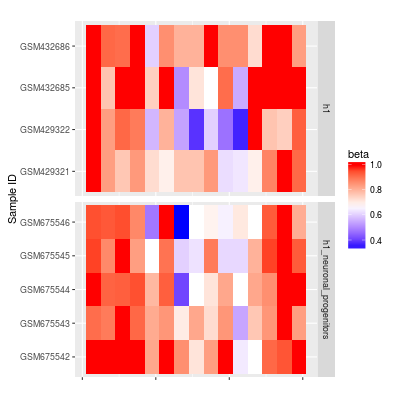 GSM432686
GSM432685
GSM429322
GSM429321
h1
GSM675546
GSM675545
GSM675544
GSM675543
GSM675542
h1_neuronal_progenitors
Sample ID
beta
1.0
0.8
0.6
0.4